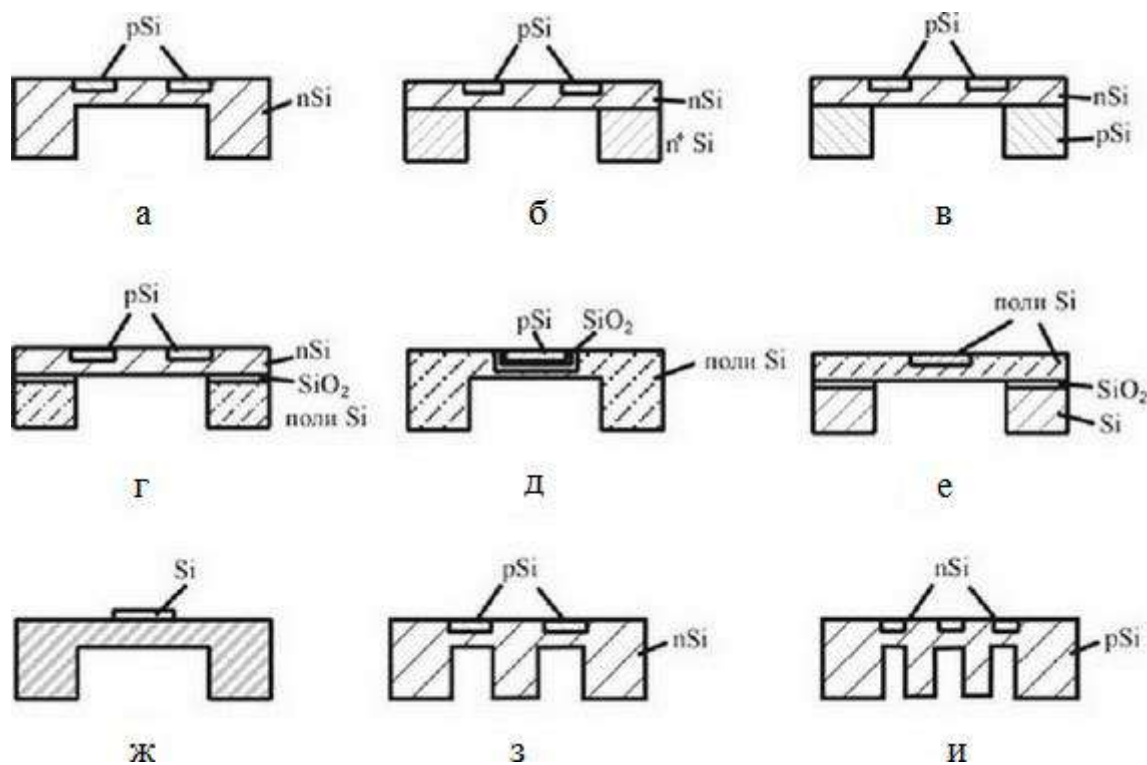 pSi
nSi
а
pSi
nSi
n⁺ Si
б
pSi
nSi
pSi
в
pSi
nSi
SiO₂
поли Si
г
pSi
SiO₂
поли Si
д
поли Si
SiO₂
Si
е
Si
ж
pSi
nSi
з
nSi
pSi
и